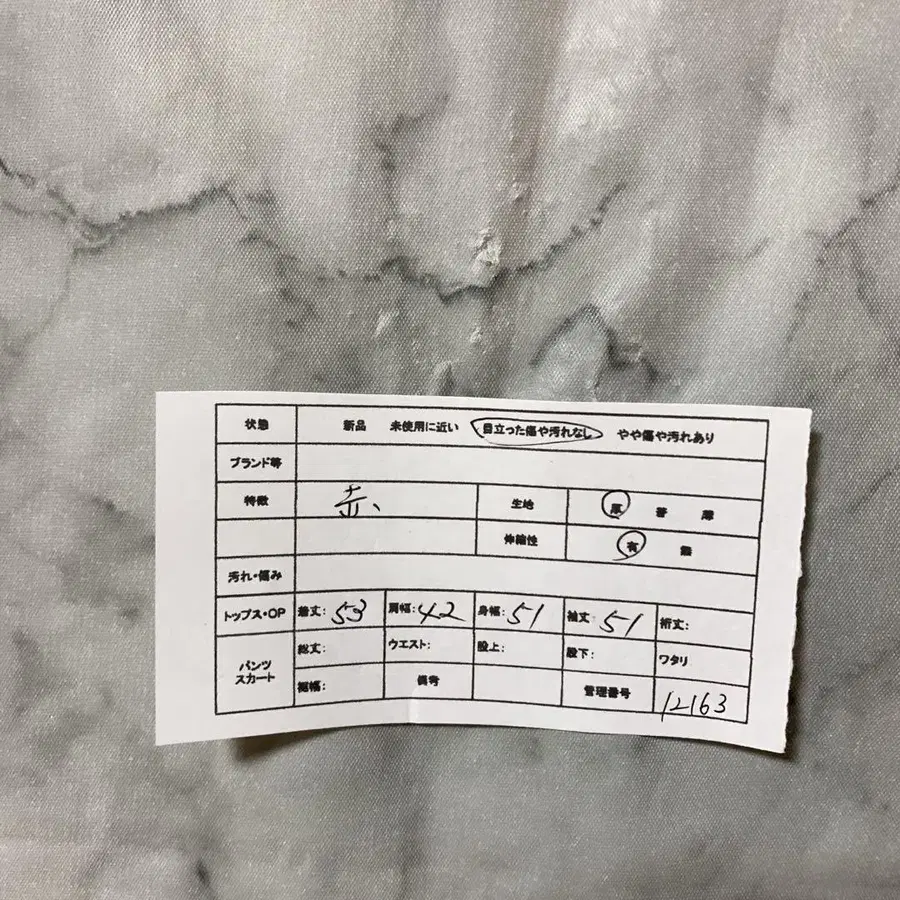 状態 新品 未使用に近い 目立った傷や汚れなし やや傷や汚れあり
ブランド等
特徴 赤、 生地 厚 普 薄
伸縮性 有 無
汚れ・傷み
トップス・OP 着丈:53 肩幅:42 身幅:51 袖丈:51 裄丈:
パンツ スカート 総丈: ウエスト: 股上: 股下: ワタリ
裾幅: 備考 管理番号 12163